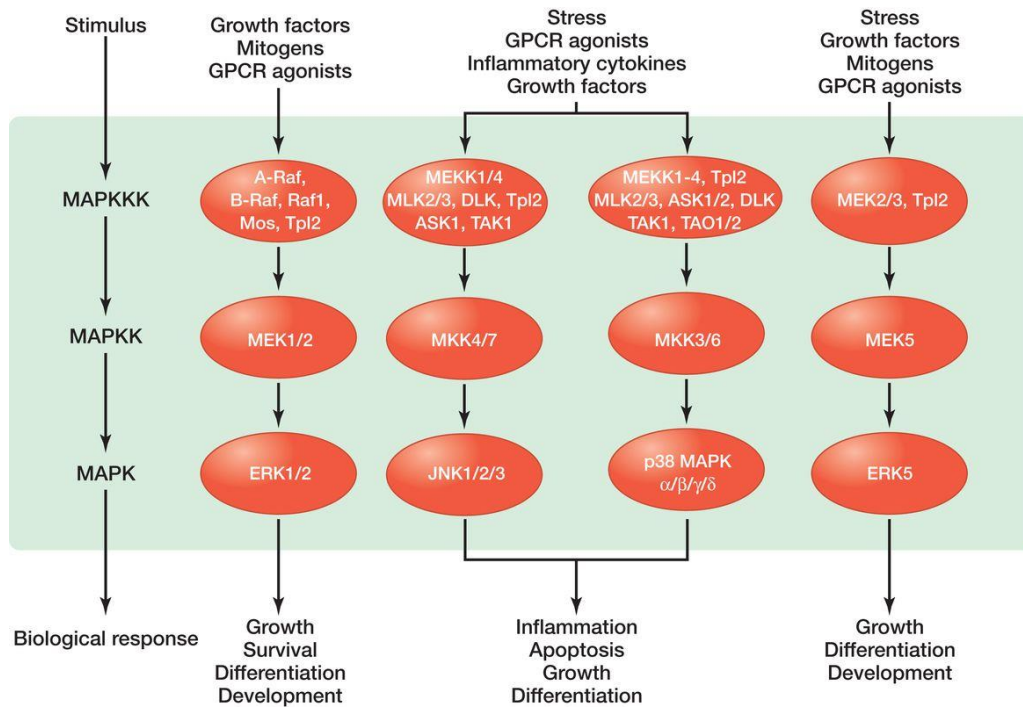 Stimulus
Growth factors
Mitogens
GPCR agonists
Stress
GPCR agonists
Inflammatory cytokines
Growth factors
Stress
Growth factors
Mitogens
GPCR agonists
MAPKKK
A-Raf,
B-Raf, Raf1,
Mos, Tpl2
MEKK1/4
MLK2/3, DLK, Tpl2
ASK1, TAK1
MEKK1-4, Tpl2
MLK2/3, ASK1/2, DLK
TAK1, TAO1/2
MEK2/3, Tpl2
MAPKK
MEK1/2
MKK4/7
MKK3/6
MEK5
MAPK
ERK1/2
JNK1/2/3
p38 MAPK
α/β/γ/δ
ERK5
Biological response
Growth
Survival
Differentiation
Development
Inflammation
Apoptosis
Growth
Differentiation
Growth
Differentiation
Development